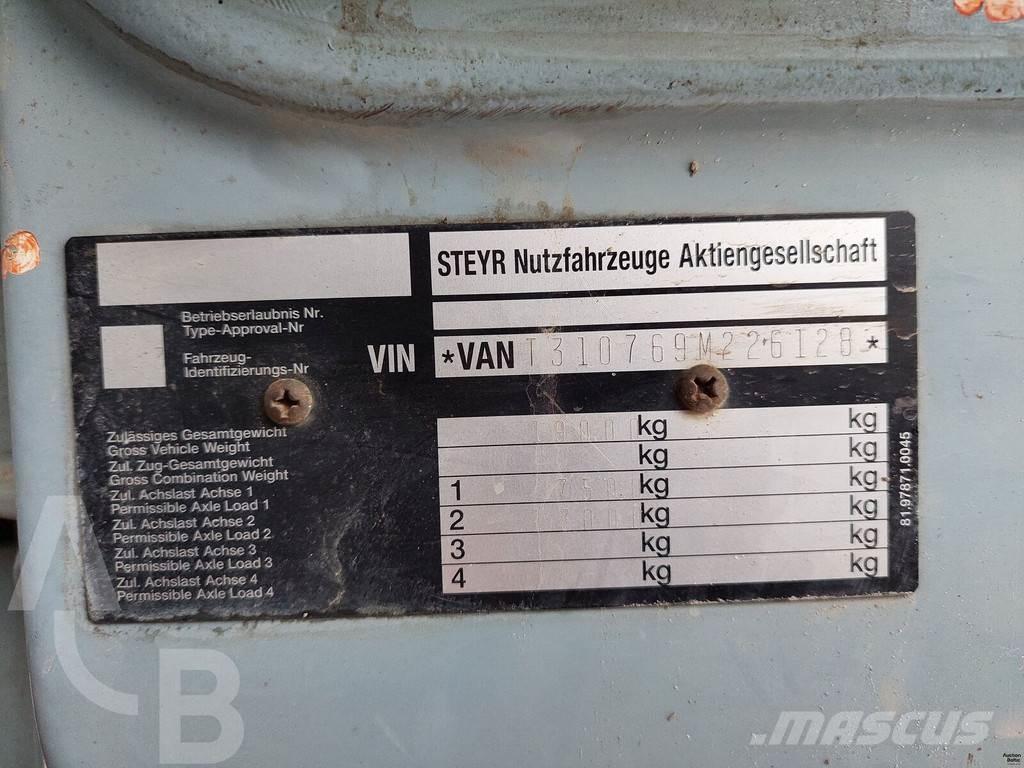 STEYR Nutzfahrzeuge Aktiengesellschaft
Betriebserlaubnis Nr.
Type-Approval-Nr
Fahrzeug-
Identifizierungs-Nr
VIN *VAN T310769M226128 *
Zulässiges Gesamtgewicht
Gross Vehicle Weight
kg kg
Zul. Zug-Gesamtgewicht
Gross Combination Weight
kg kg
Zul. Achslast Achse 1
Permissible Axle Load 1
1 kg kg
Zul. Achslast Achse 2
Permissible Axle Load 2
2 kg kg
Zul. Achslast Achse 3
Permissible Axle Load 3
3 kg kg
Zul. Achslast Achse 4
Permissible Axle Load 4
4 kg kg
81.97871.0045
A
B
MASCUS
Auction
Baltic